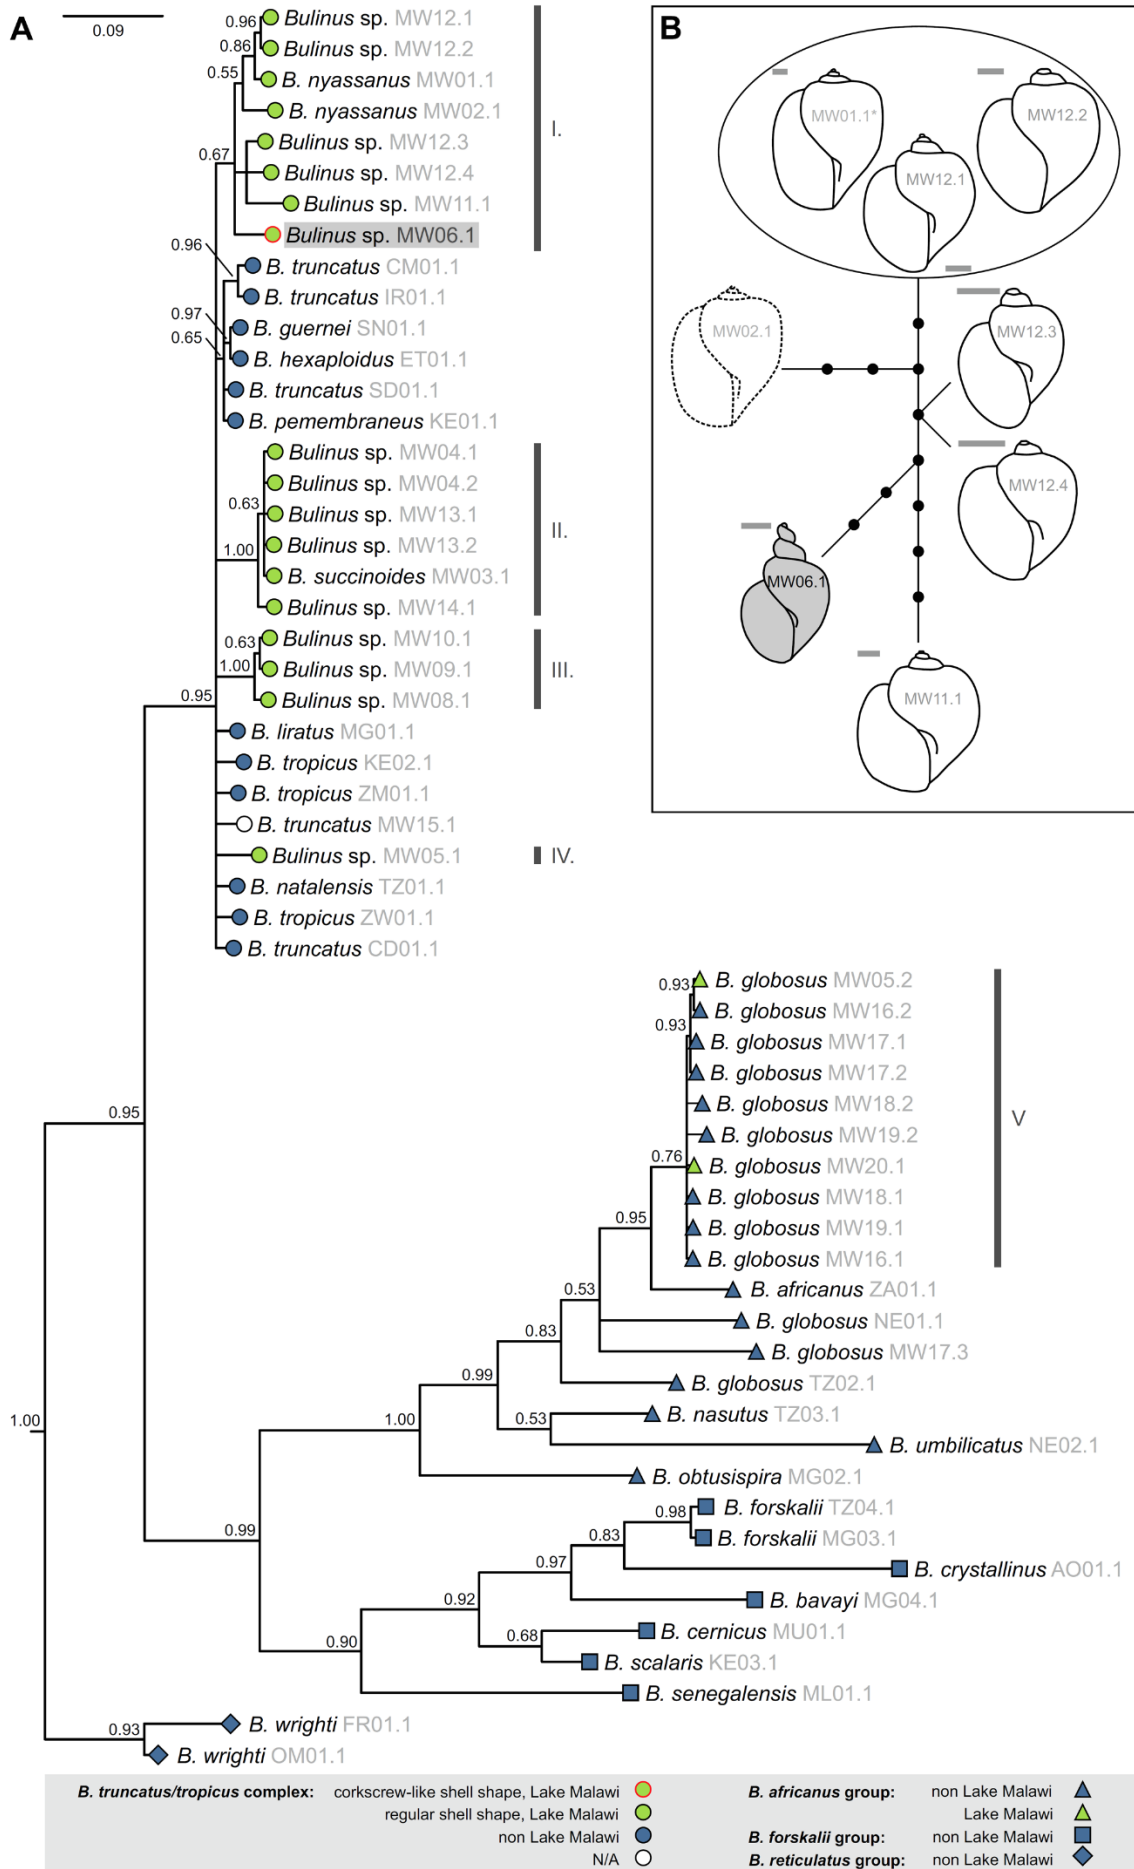 A
0.09
0.96
Bulinus sp. MW12.1
0.86
Bulinus sp. MW12.2
0.55
B. nyassanus MW01.1
B. nyassanus MW02.1
I.
Bulinus sp. MW12.3
0.67
Bulinus sp. MW12.4
Bulinus sp. MW11.1
Bulinus sp. MW06.1
0.96
B. truncatus CM01.1
B. truncatus IR01.1
0.97
B. guernei SN01.1
0.65
B. hexaploidus ET01.1
B. truncatus SD01.1
B. pemembraneus KE01.1
Bulinus sp. MW04.1
Bulinus sp. MW04.2
0.63
Bulinus sp. MW13.1
II.
1.00
Bulinus sp. MW13.2
B. succinoides MW03.1
Bulinus sp. MW14.1
0.63
Bulinus sp. MW10.1
1.00
Bulinus sp. MW09.1
III.
0.95
Bulinus sp. MW08.1
B. liratus MG01.1
B. tropicus KE02.1
B. tropicus ZM01.1
B. truncatus MW15.1
Bulinus sp. MW05.1
IV.
B. natalensis TZ01.1
B. tropicus ZW01.1
B. truncatus CD01.1
0.93
B. globosus MW05.2
B. globosus MW16.2
0.93
B. globosus MW17.1
B. globosus MW17.2
B. globosus MW18.2
V
0.95
B. globosus MW19.2
0.76
B. globosus MW20.1
B. globosus MW18.1
0.95
B. globosus MW19.1
B. globosus MW16.1
0.53
B. africanus ZA01.1
B. globosus NE01.1
0.83
B. globosus MW17.3
0.99
B. globosus TZ02.1
1.00
1.00
0.53
B. nasutus TZ03.1
B. umbilicatus NE02.1
B. obtusispira MG02.1
0.98
B. forskalii TZ04.1
0.99
0.83
B. forskalii MG03.1
0.97
B. crystallinus AO01.1
0.92
B. bavayi MG04.1
0.68
B. cernicus MU01.1
0.90
B. scalaris KE03.1
B. senegalensis ML01.1
0.93
B. wrighti FR01.1
B. wrighti OM01.1
B
MW01.1*
MW12.2
MW12.1
MW02.1
MW12.3
MW12.4
MW06.1
MW11.1
B. truncatus/tropicus complex: corkscrew-like shell shape, Lake Malawi
regular shell shape, Lake Malawi
non Lake Malawi
N/A
B. africanus group: non Lake Malawi
Lake Malawi
B. forskalii group: non Lake Malawi
B. reticulatus group: non Lake Malawi